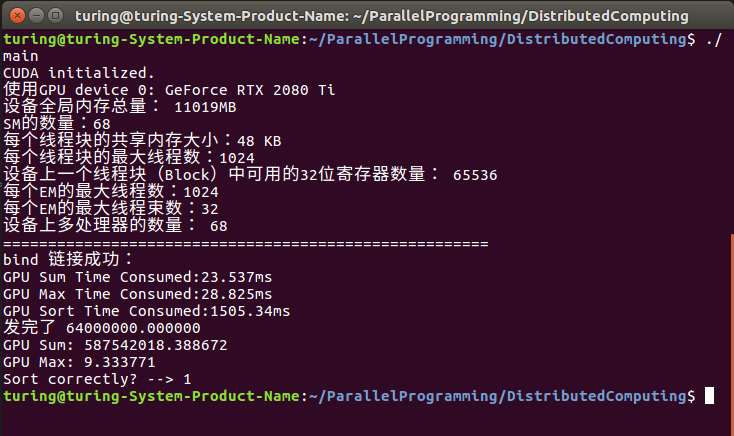 turing@turing-System-Product-Name: ~/ParallelProgramming/DistributedComputing
turing@turing-System-Product-Name:~/ParallelProgramming/DistributedComputing$ ./
main
CUDA initialized.
使用GPU device 0: GeForce RTX 2080 Ti
设备全局内存总量： 11019MB
SM的数量：68
每个线程块的共享内存大小：48 KB
每个线程块的最大线程数：1024
设备上一个线程块（Block）中可用的32位寄存器数量： 65536
每个EM的最大线程数：1024
每个EM的最大线程束数：32
设备上多处理器的数量： 68
======================================================
bind 链接成功：
GPU Sum Time Consumed:23.537ms
GPU Max Time Consumed:28.825ms
GPU Sort Time Consumed:1505.34ms
发完了 64000000.000000
GPU Sum: 587542018.388672
GPU Max: 9.333771
Sort correctly? --> 1
turing@turing-System-Product-Name:~/ParallelProgramming/DistributedComputing$